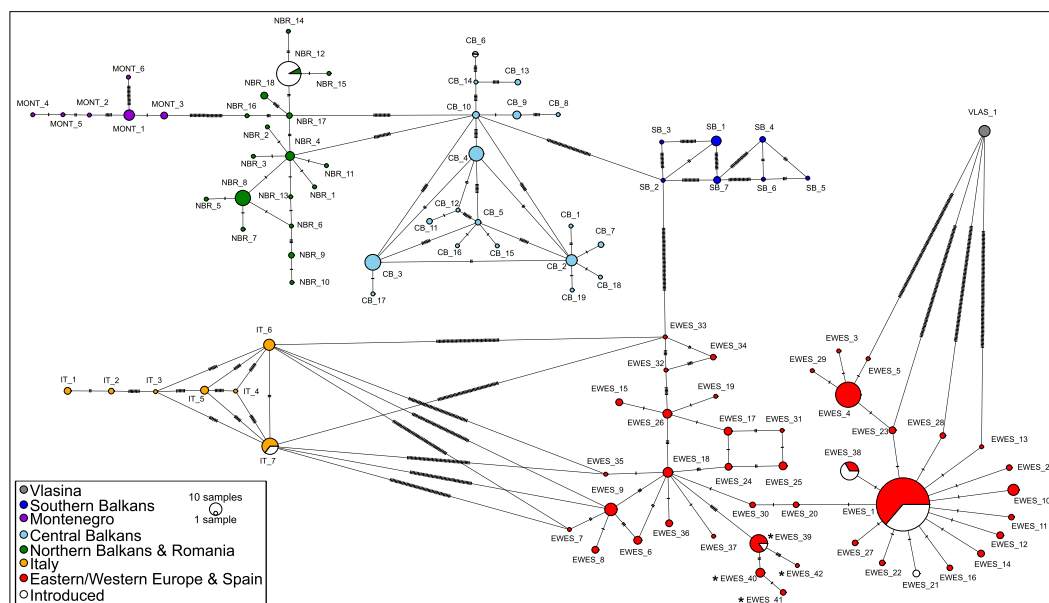 NBR_14
CB_6
NBR_12
CB_13
NBR_18
NBR_15
CB_14
MONT_6
NBR_16
CB_10
CB_9
CB_8
VLAS_1
MONT_4
MONT_2
MONT_3
NBR_17
SB_3
SB_1
SB_4
MONT_5
MONT_1
NBR_2
NBR_4
CB_4
NBR_3
NBR_11
SB_2
SB_7
SB_6
SB_5
NBR_8
NBR_13
NBR_1
NBR_5
CB_12
CB_5
CB_1
NBR_6
CB_11
CB_7
NBR_7
CB_16
CB_15
NBR_9
CB_3
CB_2
CB_18
NBR_10
CB_17
CB_19
IT_6
EWES_33
EWES_3
EWES_34
EWES_29
EWES_5
EWES_32
IT_1
IT_2
IT_3
IT_4
EWES_15
EWES_19
IT_5
EWES_4
EWES_17
EWES_31
EWES_26
EWES_23
EWES_28
EWES_13
IT_7
EWES_38
EWES_35
EWES_18
EWES_2
EWES_24
EWES_25
Vlasina
10 samples
EWES_9
EWES_10
Southern Balkans
EWES_30
EWES_20
EWES_1
Montenegro
1 sample
EWES_11
Central Balkans
EWES_7
EWES_36
EWES_37
*EWES_39
EWES_12
Northern Balkans & Romania
EWES_8
EWES_6
EWES_27
EWES_14
Italy
*EWES_42
EWES_22
EWES_16
Eastern/Western Europe & Spain
*EWES_40
EWES_21
Introduced
*EWES_41